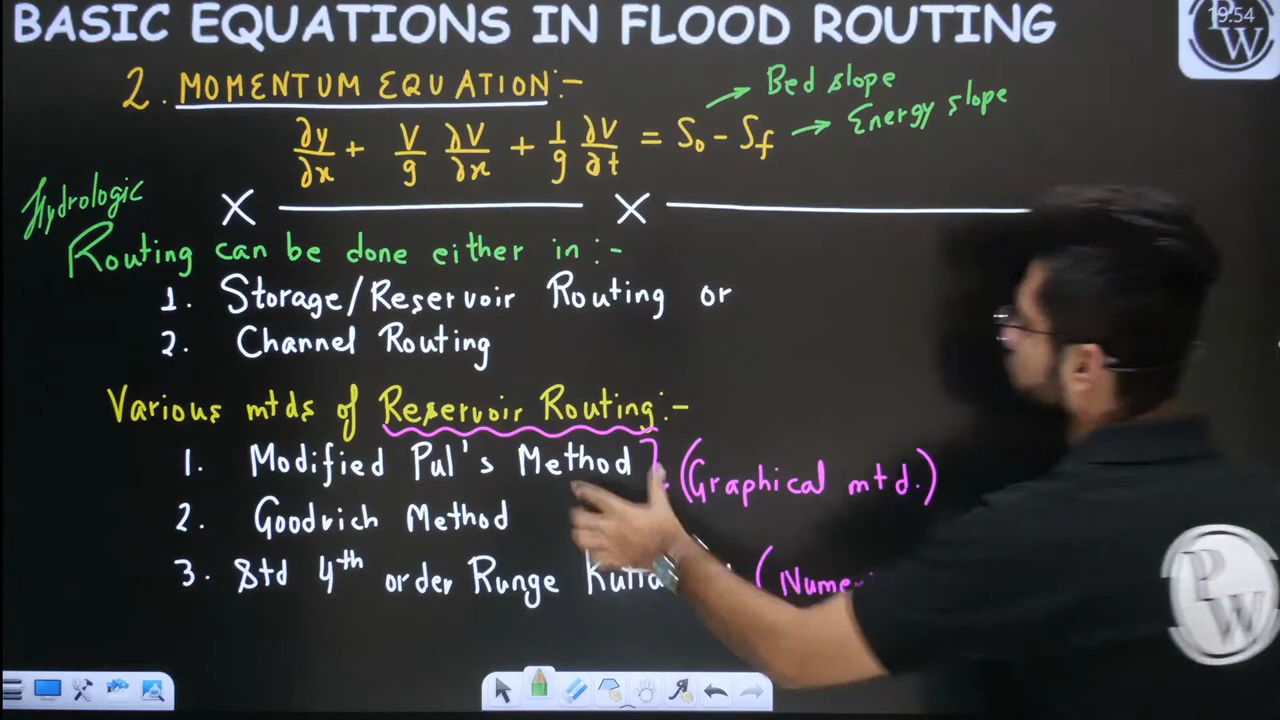 BASIC EQUATIONS IN FLOOD ROUTING
19:54
P W
2. MOMENTUM EQUATION:-
∂y/∂x + V/g ∂V/∂x + 1/g ∂V/∂t = S₀ - S_f
→ Bed slope
→ Energy slope
Hydrologic
Routing can be done either in:-
1. Storage/Reservoir Routing or
2. Channel Routing
Various mtds of Reservoir Routing:-
1. Modified Pul's Method (Graphical mtd.)
2. Goodrich Method
3. Std 4th order Runge
P W